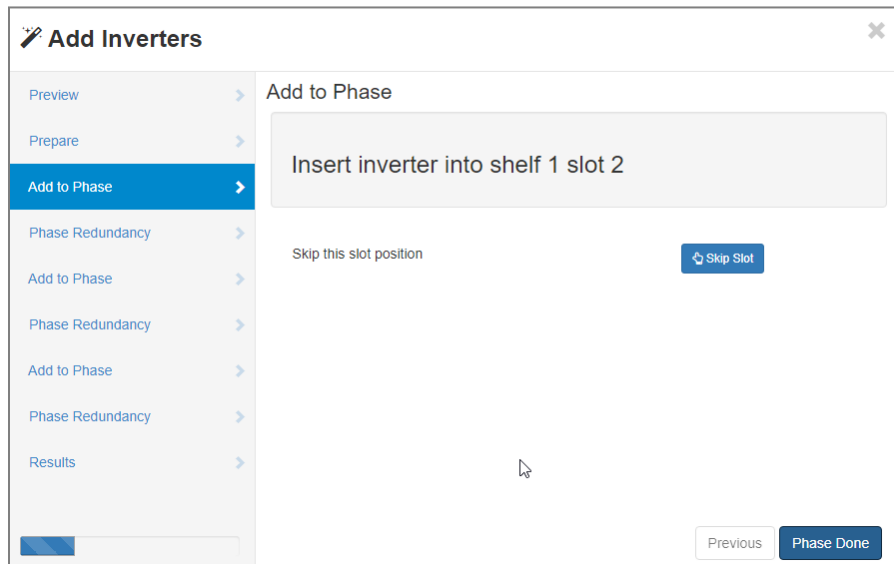 Add Inverters
Preview
Prepare
Add to Phase
Phase Redundancy
Add to Phase
Phase Redundancy
Add to Phase
Phase Redundancy
Results
Add to Phase
Insert inverter into shelf 1 slot 2
Skip this slot position
Skip Slot
Previous
Phase Done